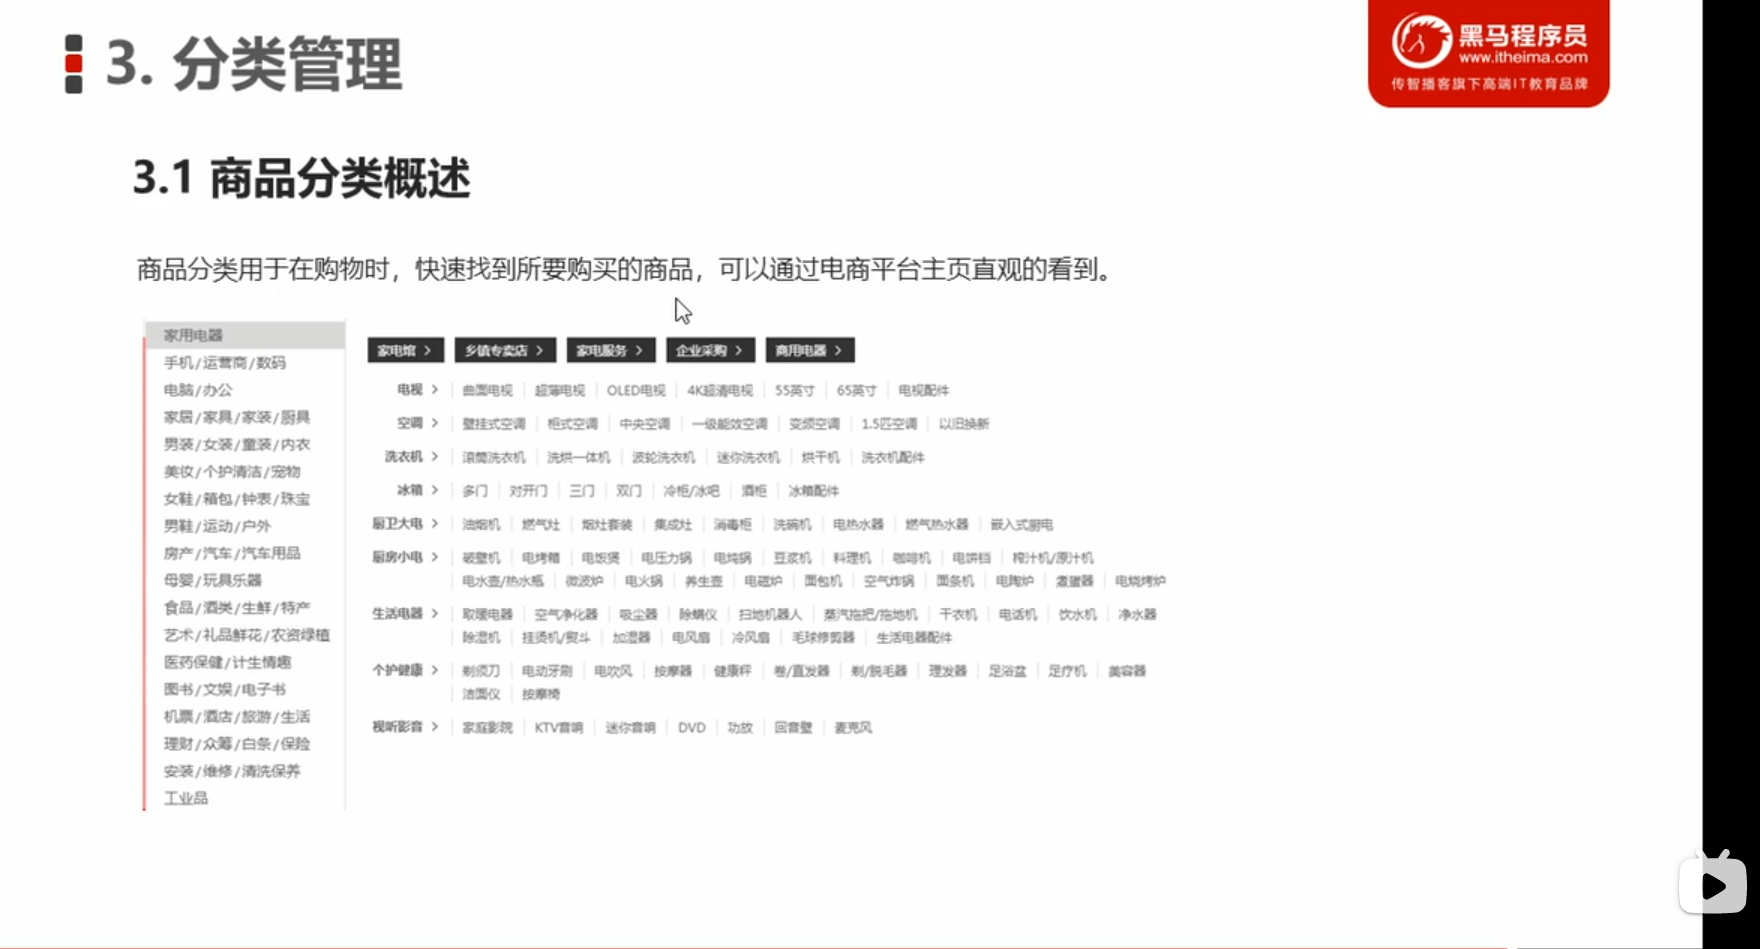 3. 分类管理
黑马程序员
www.itheima.com
传智播客旗下高端IT教育品牌
3.1 商品分类概述
商品分类用于在购物时，快速找到所要购买的商品，可以通过电商平台主页直观的看到。
家用电器
手机/运营商/数码
电脑/办公
家居/家具/家装/厨具
男装/女装/童装/内衣
美妆/个护清洁/宠物
女鞋/箱包/钟表/珠宝
男鞋/运动/户外
房产/汽车/汽车用品
母婴/玩具乐器
食品/酒类/生鲜/特产
艺术/礼品鲜花/农资绿植
医药保健/计生情趣
图书/文娱/电子书
机票/酒店/旅游/生活
理财/众筹/白条/保险
安装/维修/清洗保养
工业品
家电馆 > 乡镇专卖店 > 家电服务 > 企业采购 > 商用电器 >
电视 > 曲面电视 超薄电视 OLED电视 4K超清电视 55英寸 65英寸 电视配件
空调 > 壁挂式空调 柜式空调 中央空调 一级能效空调 变频空调 1.5匹空调 以旧换新
洗衣机 > 滚筒洗衣机 洗烘一体机 波轮洗衣机 迷你洗衣机 烘干机 洗衣机配件
冰箱 > 多门 对开门 三门 双门 冷柜/冰吧 酒柜 冰箱配件
厨卫大电 > 油烟机 燃气灶 烟灶套装 集成灶 消毒柜 洗碗机 电热水器 燃气热水器 嵌入式厨电
厨房小电 > 破壁机 电烤箱 电饭煲 电压力锅 电炖锅 豆浆机 料理机 咖啡机 电饼铛 榨汁机/原汁机
电水壶/热水瓶 微波炉 电火锅 养生壶 电磁炉 面包机 空气炸锅 面条机 电陶炉 煮蛋器 电烧烤炉
生活电器 > 取暖电器 空气净化器 吸尘器 除螨仪 扫地机器人 蒸汽拖把/拖地机 干衣机 电话机 饮水机 净水器
除湿机 挂烫机/熨斗 加湿器 电风扇 冷风扇 毛球修剪器 生活电器配件
个护健康 > 剃须刀 电动牙刷 电吹风 按摩器 健康秤 卷/直发器 剃/脱毛器 理发器 足浴盆 足疗机 美容器
洁面仪 按摩椅
视听影音 > 家庭影院 KTV音响 迷你音响 DVD 功放 回音壁 麦克风